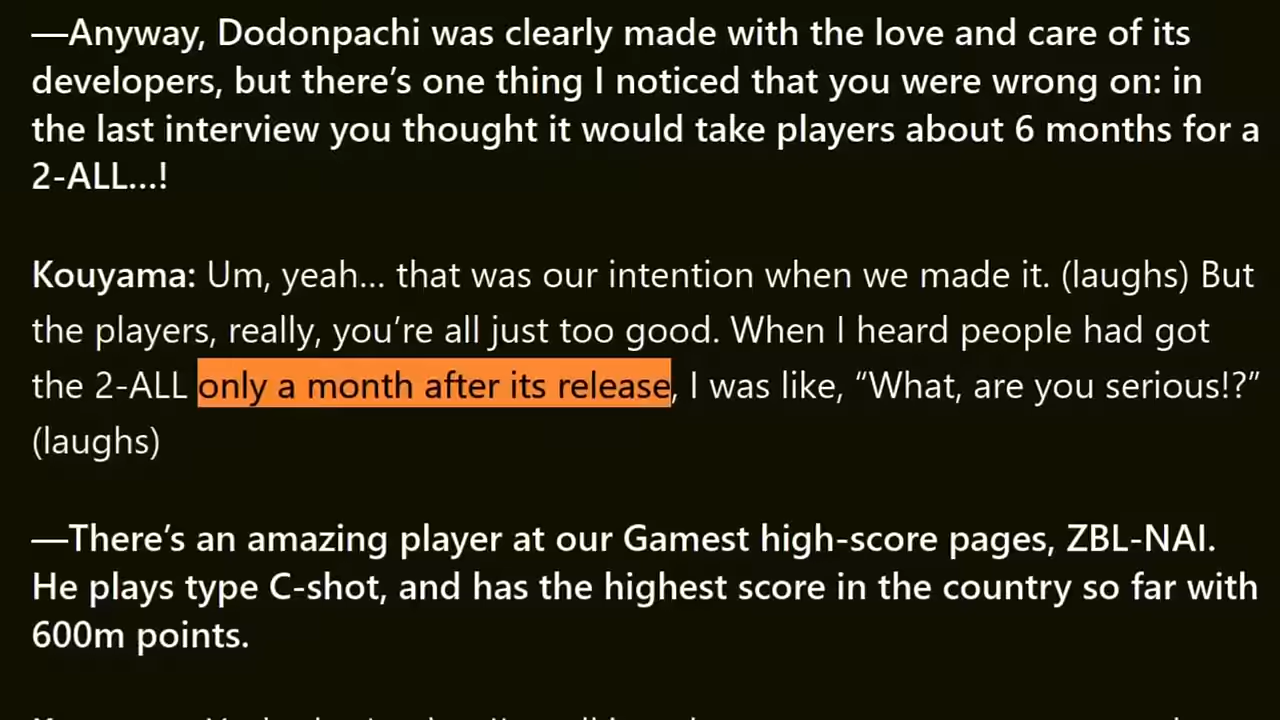 —Anyway, Dodonpachi was clearly made with the love and care of its
developers, but there’s one thing I noticed that you were wrong on: in
the last interview you thought it would take players about 6 months for a
2-ALL…!
Kouyama: Um, yeah… that was our intention when we made it. (laughs) But
the players, really, you’re all just too good. When I heard people had got
the 2-ALL only a month after its release, I was like, “What, are you serious!?”
(laughs)
—There’s an amazing player at our Gamest high-score pages, ZBL-NAI.
He plays type C-shot, and has the highest score in the country so far with
600m points.